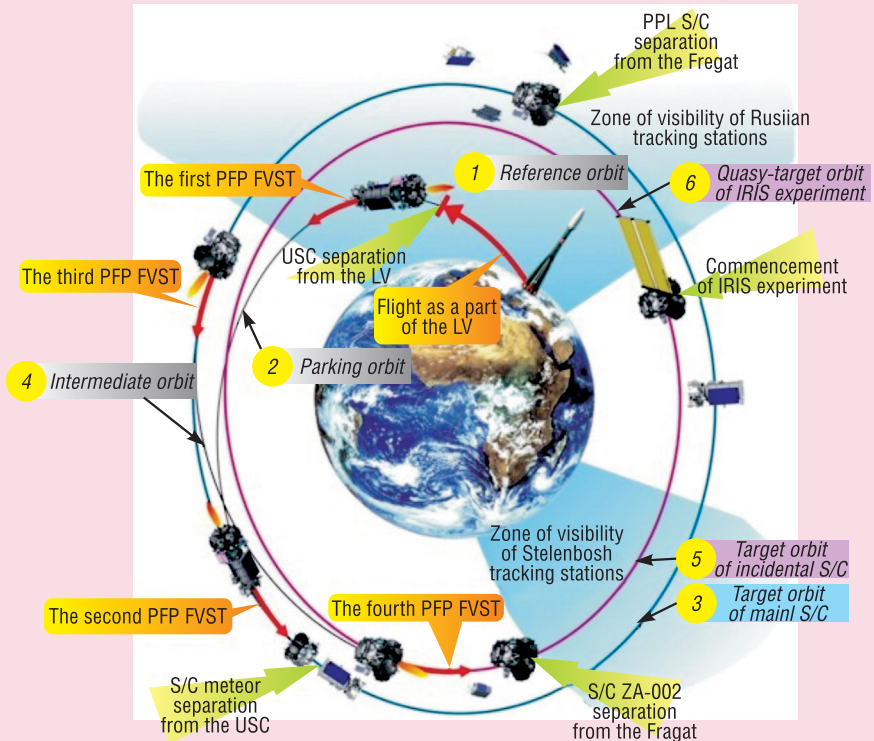 PPL S/C
separation
from the Fregat
Zone of visibility of Rusiian
tracking stations
The first PFP FVST
1 Reference orbit
6 Quasy-target orbit
of IRIS experiment
USC separation
from the LV
The third PFP FVST
Commencement
of IRIS experiment
Flight as a part
of the LV
2 Parking orbit
4 Intermediate orbit
Zone of visibility
of Stelenbosh
tracking stations
5 Target orbit
of incidental S/C
3 Target orbit
of mainl S/C
The second PFP FVST
The fourth PFP FVST
S/C meteor
separation
from the USC
S/C ZA-002
separation
from the Fragat